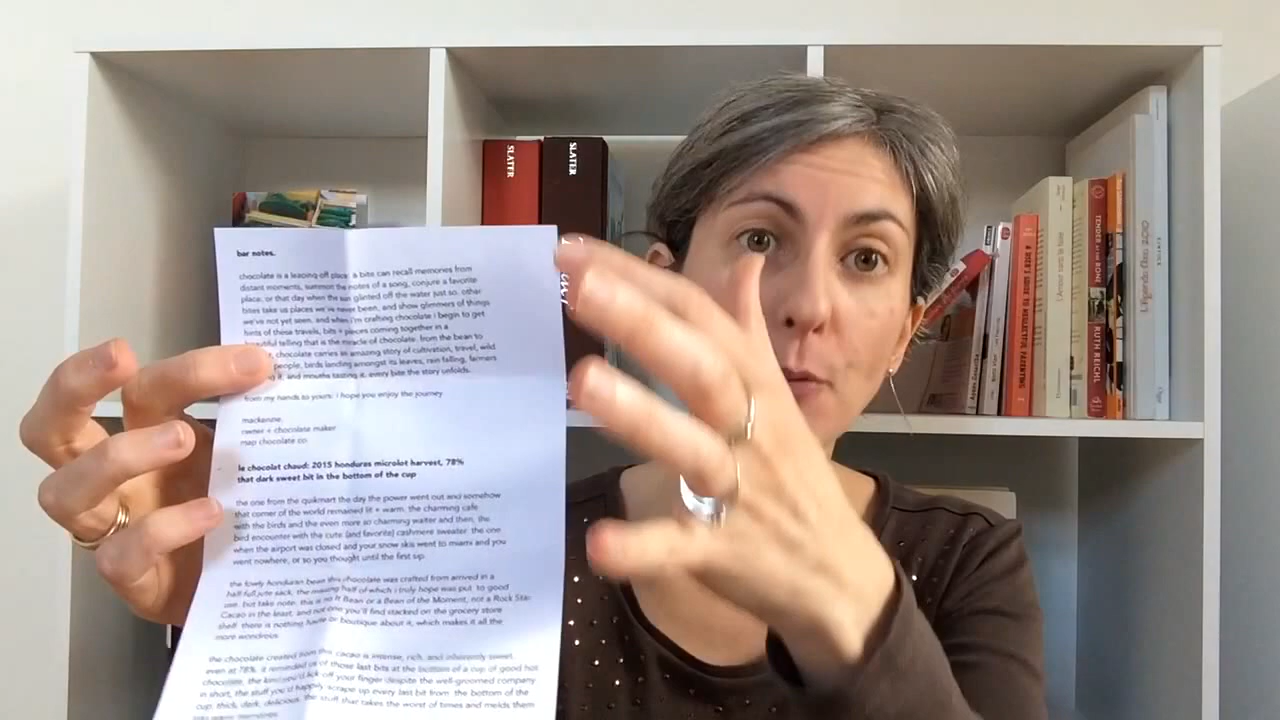 bar notes.
chocolate is a leaping-off place: a bite can recall memories from
distant moments, summon the notes of a song, conjure a favorite
place, or that day when the sun glinted off the water just so. other
bites take us places we've never been, and show glimmers of things
we've not yet seen. and when i'm crafting chocolate i begin to get
hints of these travels, bits + pieces coming together in a
beautiful telling that is the miracle of chocolate. from the bean to
chocolate carries an amazing story of cultivation, travel, wild
people, birds landing amongst its leaves, rain falling, farmers
it, and mouths tasting it. every bite the story unfolds.
from my hands to yours: i hope you enjoy the journey
mackenzie.
owner + chocolate maker
map chocolate co.
le chocolat chaud: 2015 honduras microlot harvest, 78%
that dark sweet bit in the bottom of the cup
the one from the quikmart the day the power went out and somehow
that corner of the world remained lit + warm. the charming cafe
with the birds and the even more so charming waiter and then, the
bird encounter with the cute (and favorite) cashmere sweater. the one
when the airport was closed and your snow skis went to miami and you
went nowhere, or so you thought until the first sip.
the lowly honduran bean this chocolate was crafted from arrived in a
half-full jute sack, the missing half of which i truly hope was put to good
use. but take note: this is no It Bean or a Bean of the Moment, not a Rock Star
Cacao in the least, and not one you'll find stacked on the grocery store
shelf. there is nothing haute or boutique about it, which makes it all the
more wondrous.
the chocolate created from this cacao is intense, rich, and inherently sweet.
even at 78%, it reminded us of those last bits at the bottom of a cup of good hot
chocolate, the kind you'd lick off your finger despite the well-groomed company
in short, the stuff you'd happily scrape up every last bit from the bottom of the
cup. thick, dark, delicious. the stuff that takes the worst of times and melds them
into warm memories.
SLATER
SLATER
TENDER AT THE BONE
RUTH REICHL